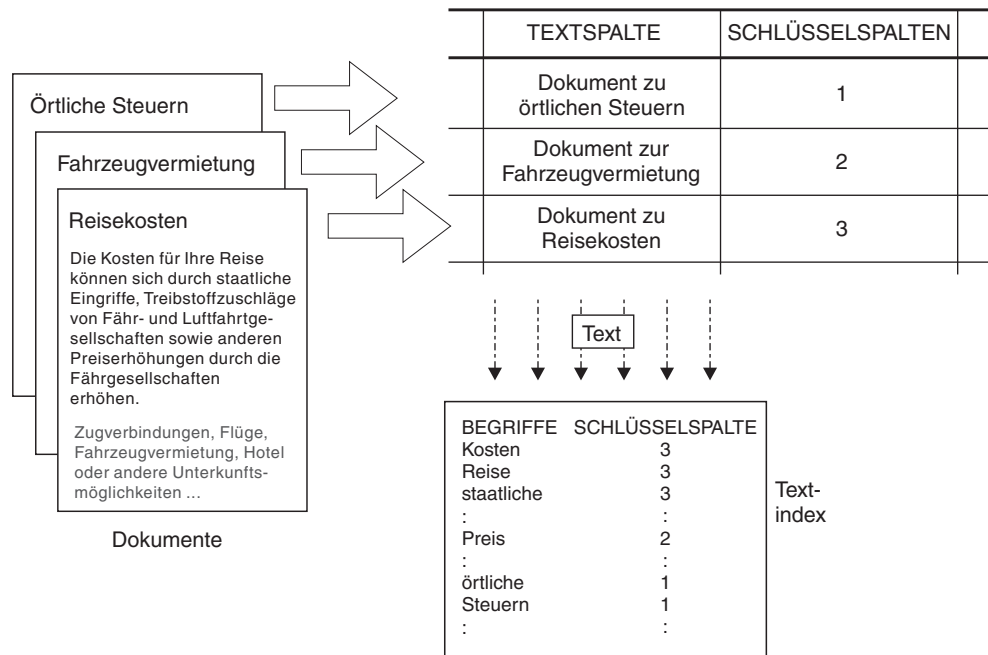 TEXTSPALTE SCHLÜSSELSPALTEN
Dokument zu
örtlichen Steuern
1
Dokument zur
Fahrzeugvermietung
2
Dokument zu
Reisekosten
3
Örtliche Steuern
Fahrzeugvermietung
Reisekosten
Die Kosten für Ihre Reise
können sich durch staatliche
Eingriffe, Treibstoffzuschläge
von Fähr- und Luftfahrtge-
sellschaften sowie anderen
Preiserhöhungen durch die
Fährgesellschaften
erhöhen.
Zugverbindungen, Flüge,
Fahrzeugvermietung, Hotel
oder andere Unterkunfts-
möglichkeiten ...
Dokumente
Text
BEGRIFFE SCHLÜSSELSPALTE
Kosten 3
Reise 3
staatliche 3
: :
Preis 2
: :
örtliche 1
Steuern 1
: :
Text-
index